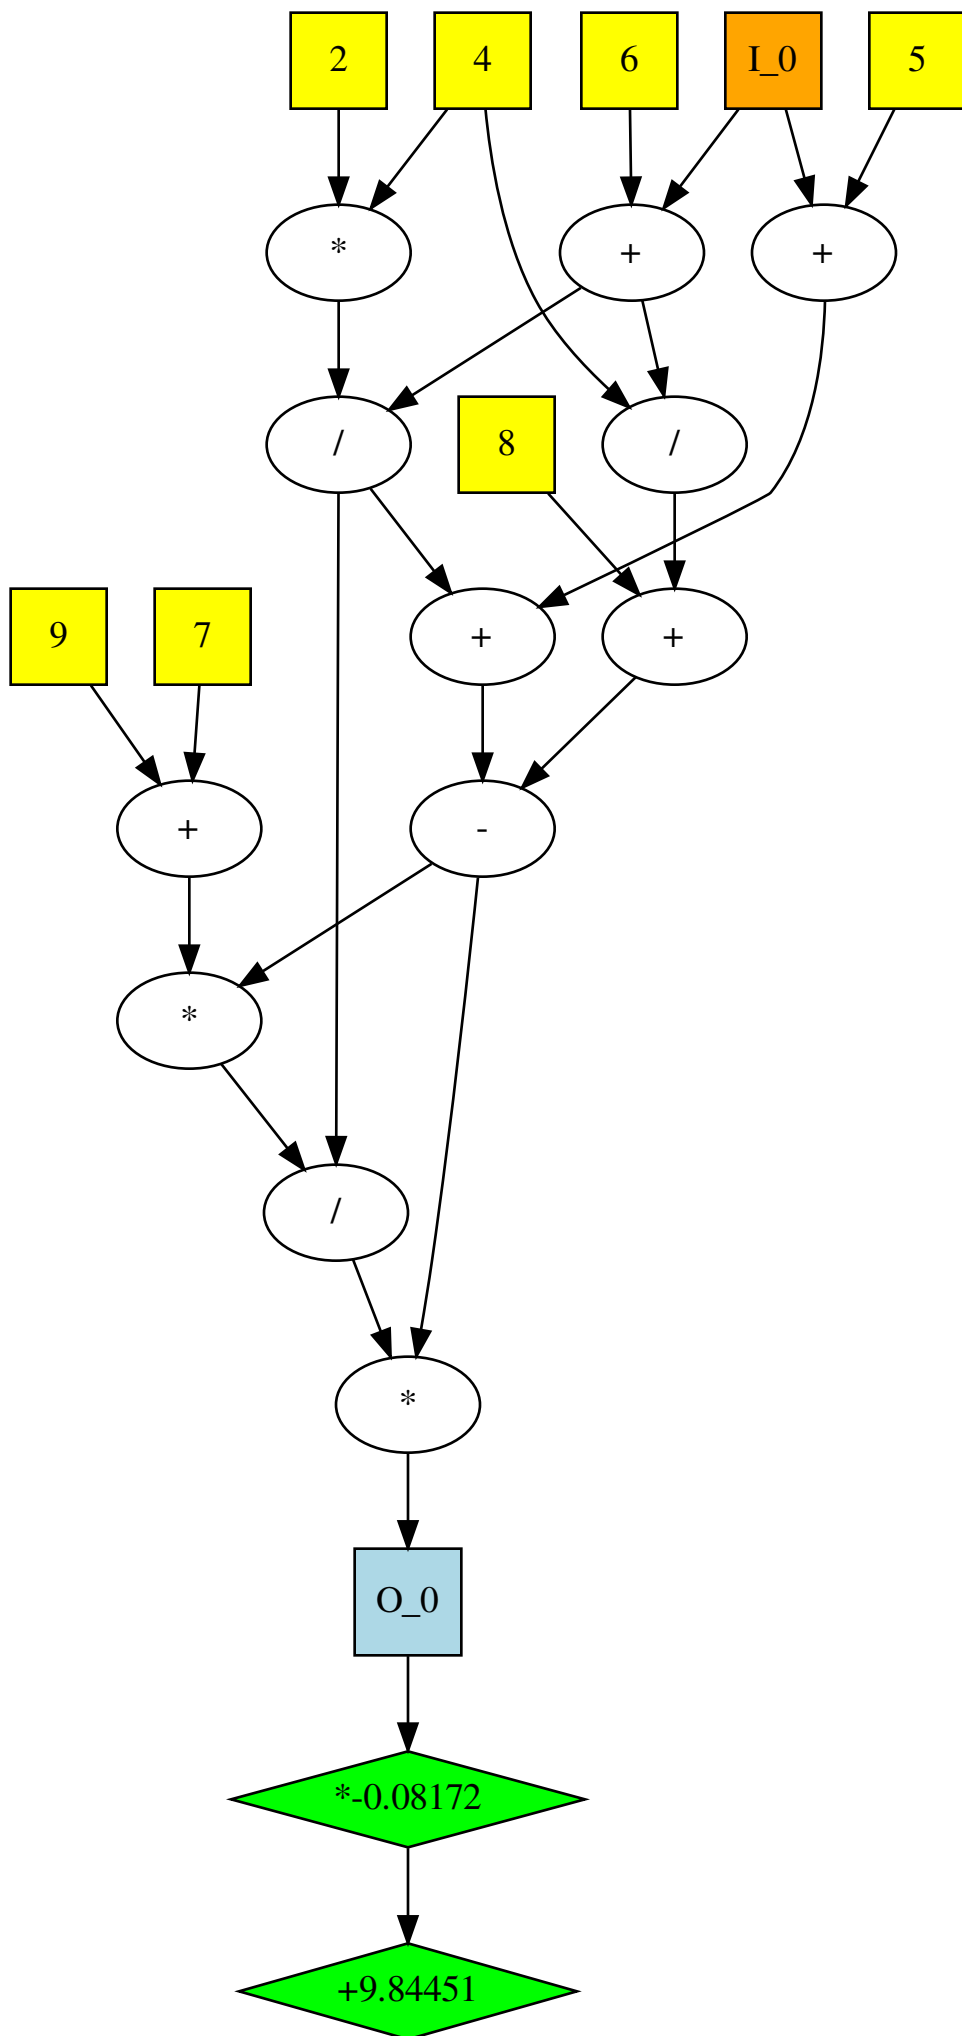 2 4 6 I_0 5
* + +
/ 8 /
9 7 + +
+ -
*
/
*
O_0
*-0.08172
+9.84451